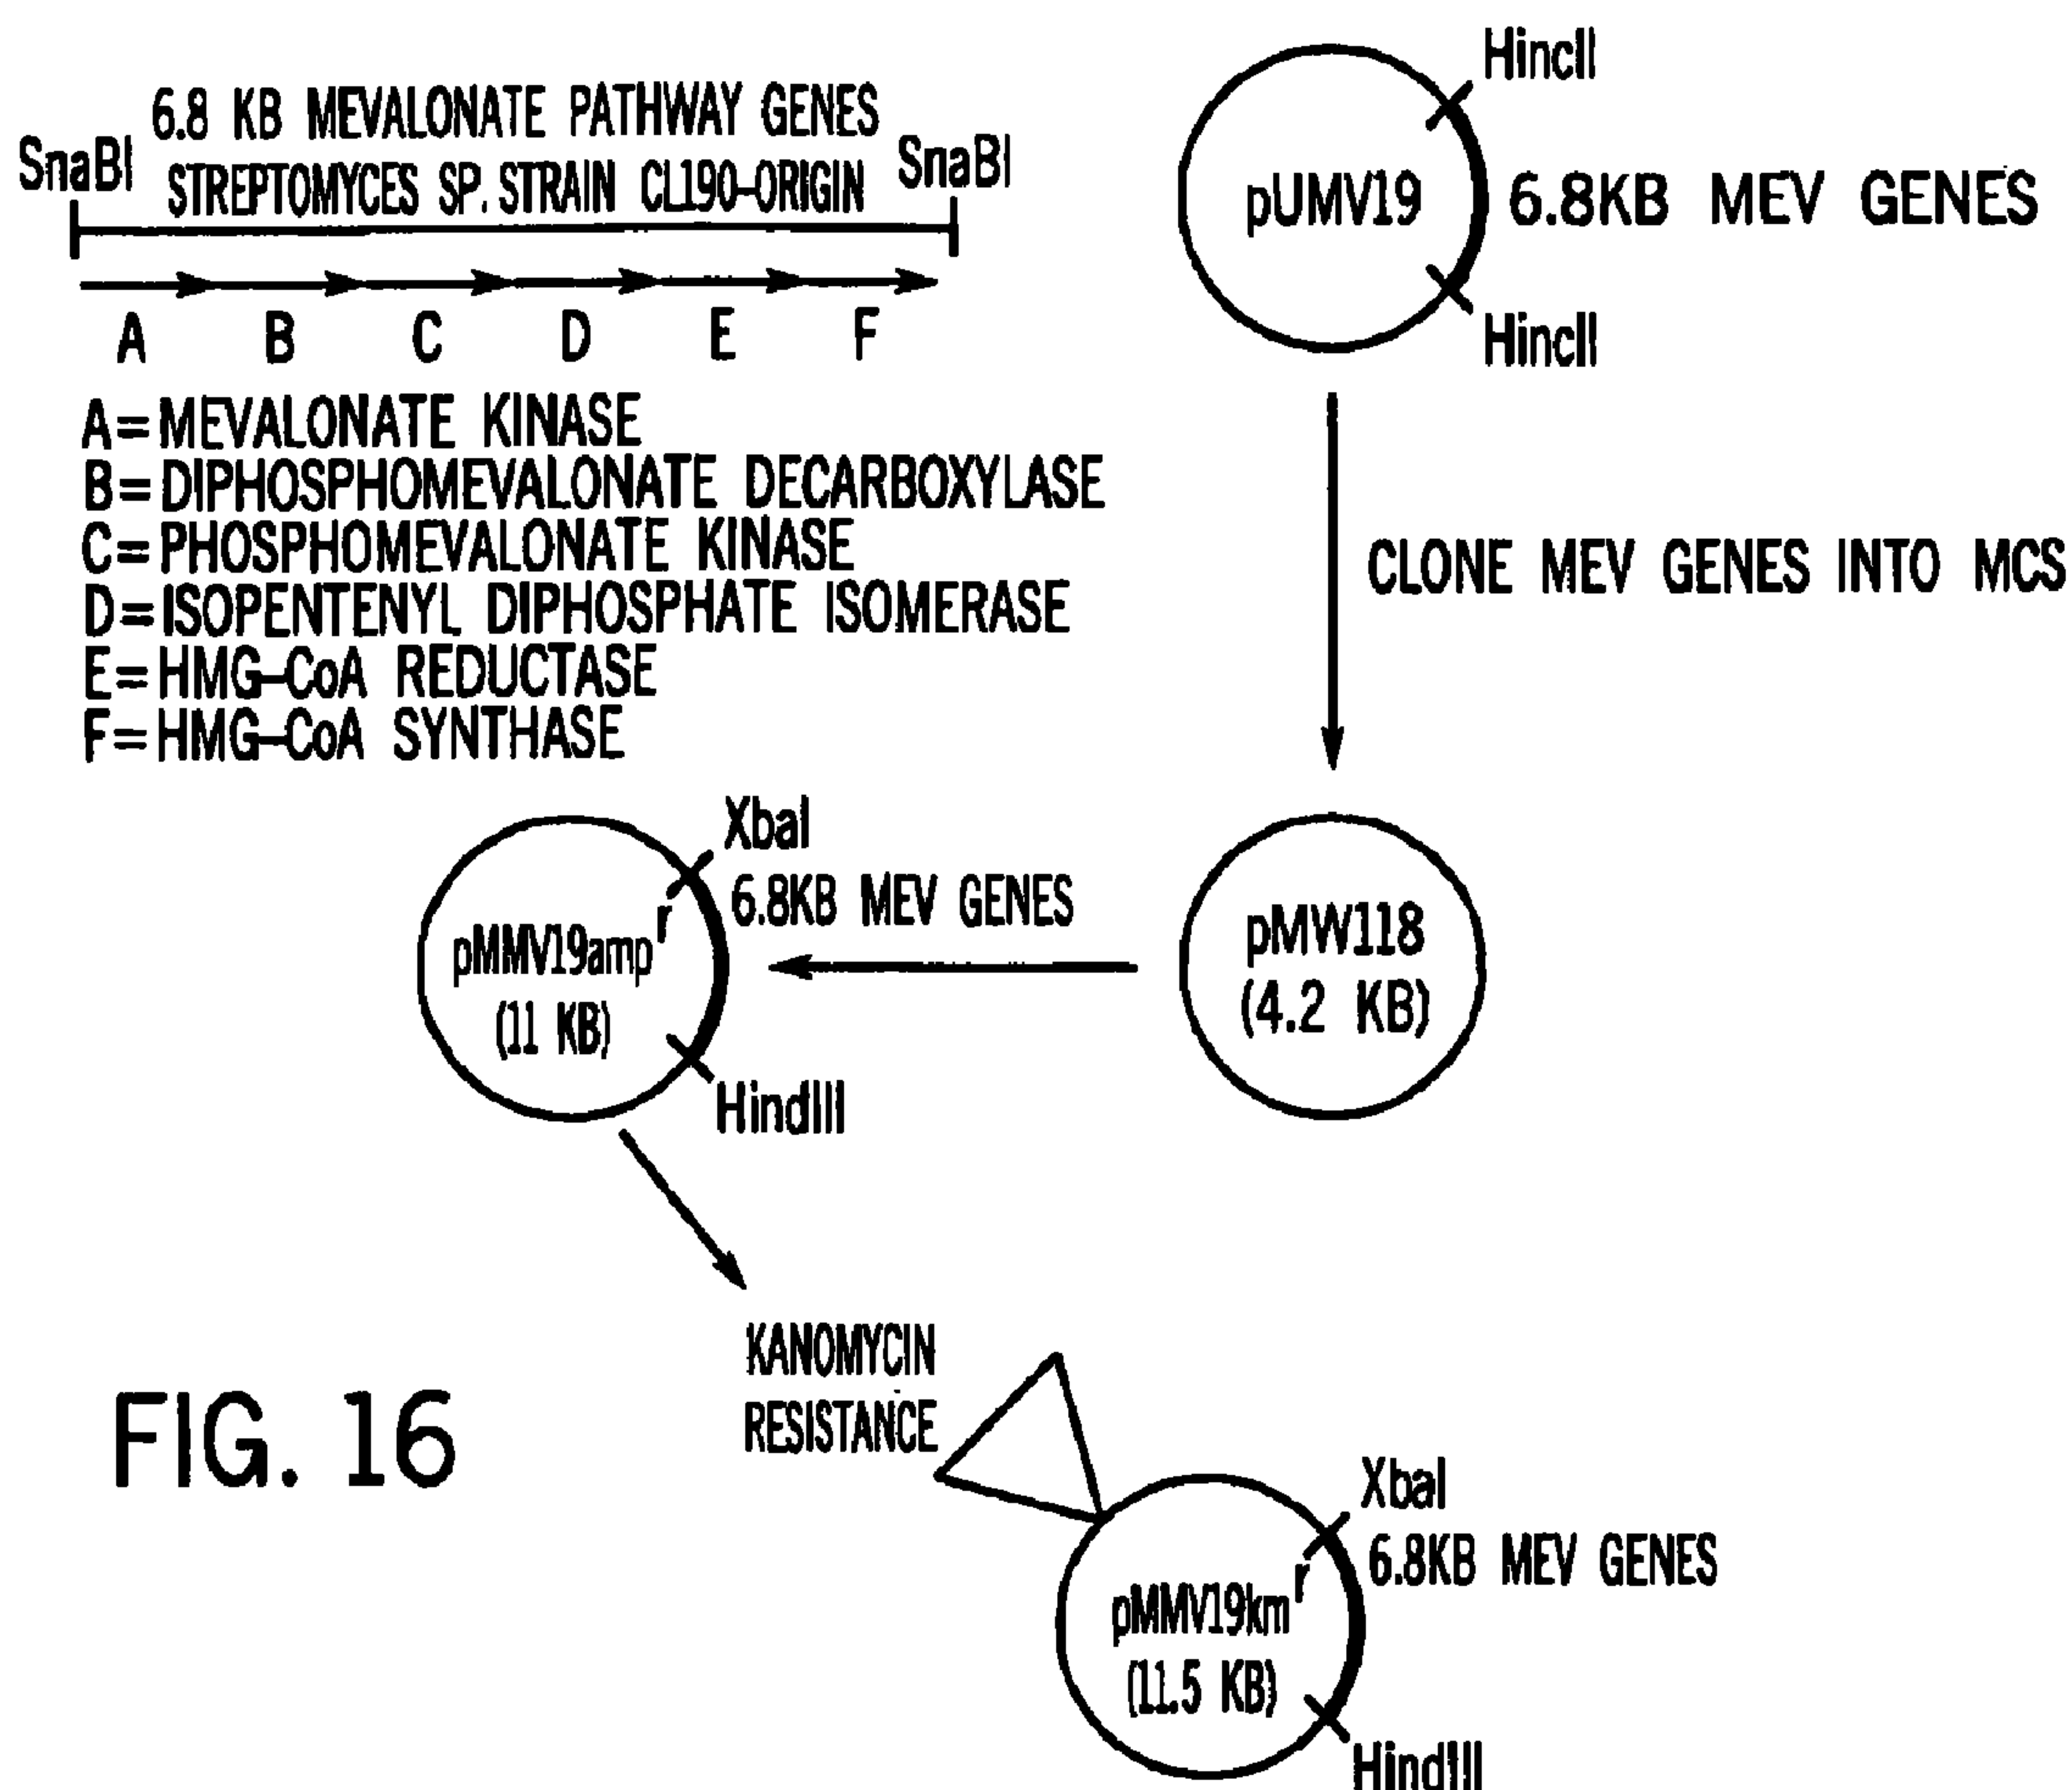 6.8 KB MEVALONATE PATHWAY GENES
SnaBI STREPTOMYCES SP. STRAIN CL190-ORIGIN SnaBI
A B C D E F
A=MEVALONATE KINASE
B=DIPHOSPHOMEVALONATE DECARBOXYLASE
C=PHOSPHOMEVALONATE KINASE
D=ISOPENTENYL DIPHOSPHATE ISOMERASE
E=HMG-CoA REDUCTASE
F=HMG-CoA SYNTHASE
HincII
pUMV19 6.8KB MEV GENES
HincII
CLONE MEV GENES INTO MCS
pMW118
(4.2 KB)
XbaI
6.8KB MEV GENES
pMMV19ampʳ
(11 KB)
HindIII
KANOMYCIN
RESISTANCE
XbaI
6.8KB MEV GENES
pMMV19kmʳ
(11.5 KB)
HindIII
FIG. 16